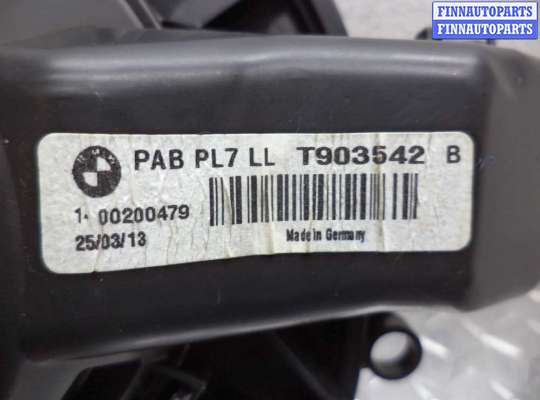 FINNAUTOPARTS
FINNAUTOPARTS
PAB PL7 LL T903542 B
1. 00200479
25/03/13
Made in Germany